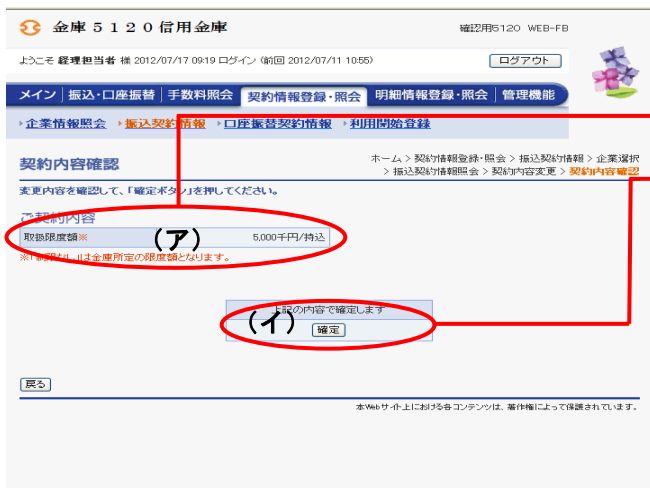 金庫５１２０信用金庫
確認用5120 WEB-FB
ようこそ 経理担当者 様 2012/07/17 09:19 ログイン (前回 2012/07/11 10:55)
ログアウト
メイン 振込・口座振替 手数料照会 契約情報登録・照会 明細情報登録・照会 管理機能
企業情報照会 振込契約情報 口座振替契約情報 利用開始登録
契約内容確認
ホーム > 契約情報登録・照会 > 振込契約情報 > 企業選択
> 振込契約情報照会 > 契約内容変更 > 契約内容確認
変更内容を確認して、「確定ボタン」を押してください。
ご契約内容
取扱限度額※ (ア) 5,000千円/持込
※「制限なし」は金庫所定の限度額となります。
上記の内容で確定します
(イ) 確定
戻る
本Webサイト上における各コンテンツは、著作権によって保護されています。